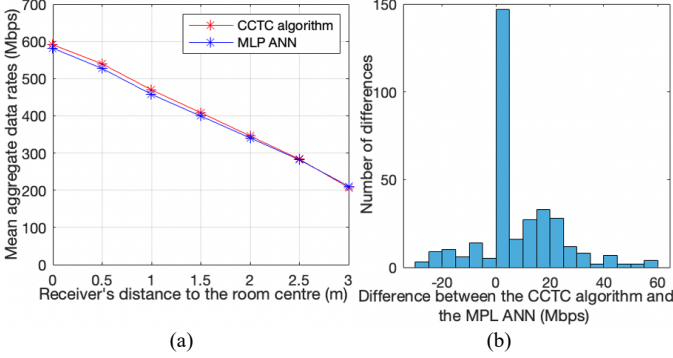 700
600
500
400
300
200
100
0
Mean aggregate data rates (Mbps)
CCTC algorithm
MLP ANN
0 0.5 1 1.5 2 2.5 3
Receiver's distance to the room centre (m)
(a)
150
100
50
0
Number of differences
-20 0 20 40 60
Difference between the CCTC algorithm and
the MPL ANN (Mbps)
(b)